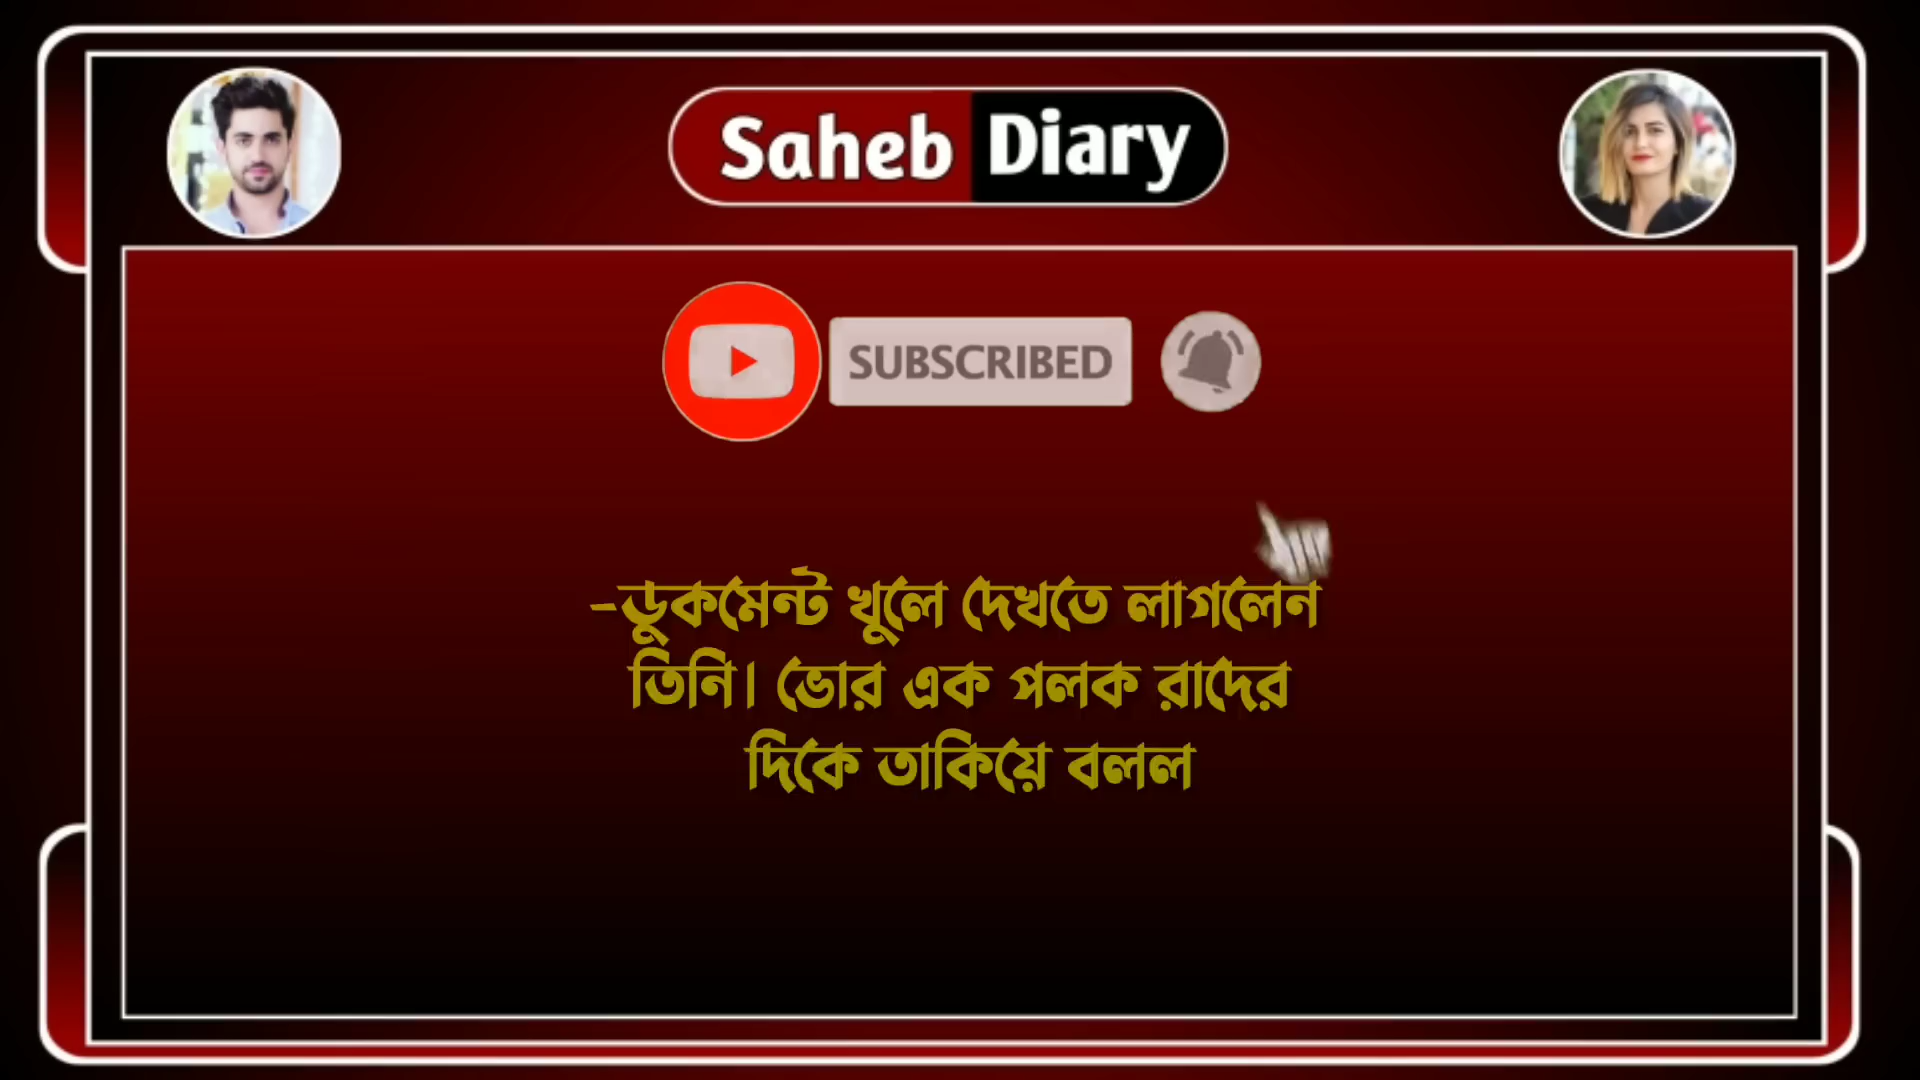 Saheb Diary
SUBSCRIBED
-ডুকমেন্ট খুলে দেখতে লাগলেন
তিনি। ভোর এক পলক রাদের
দিকে তাকিয়ে বলল